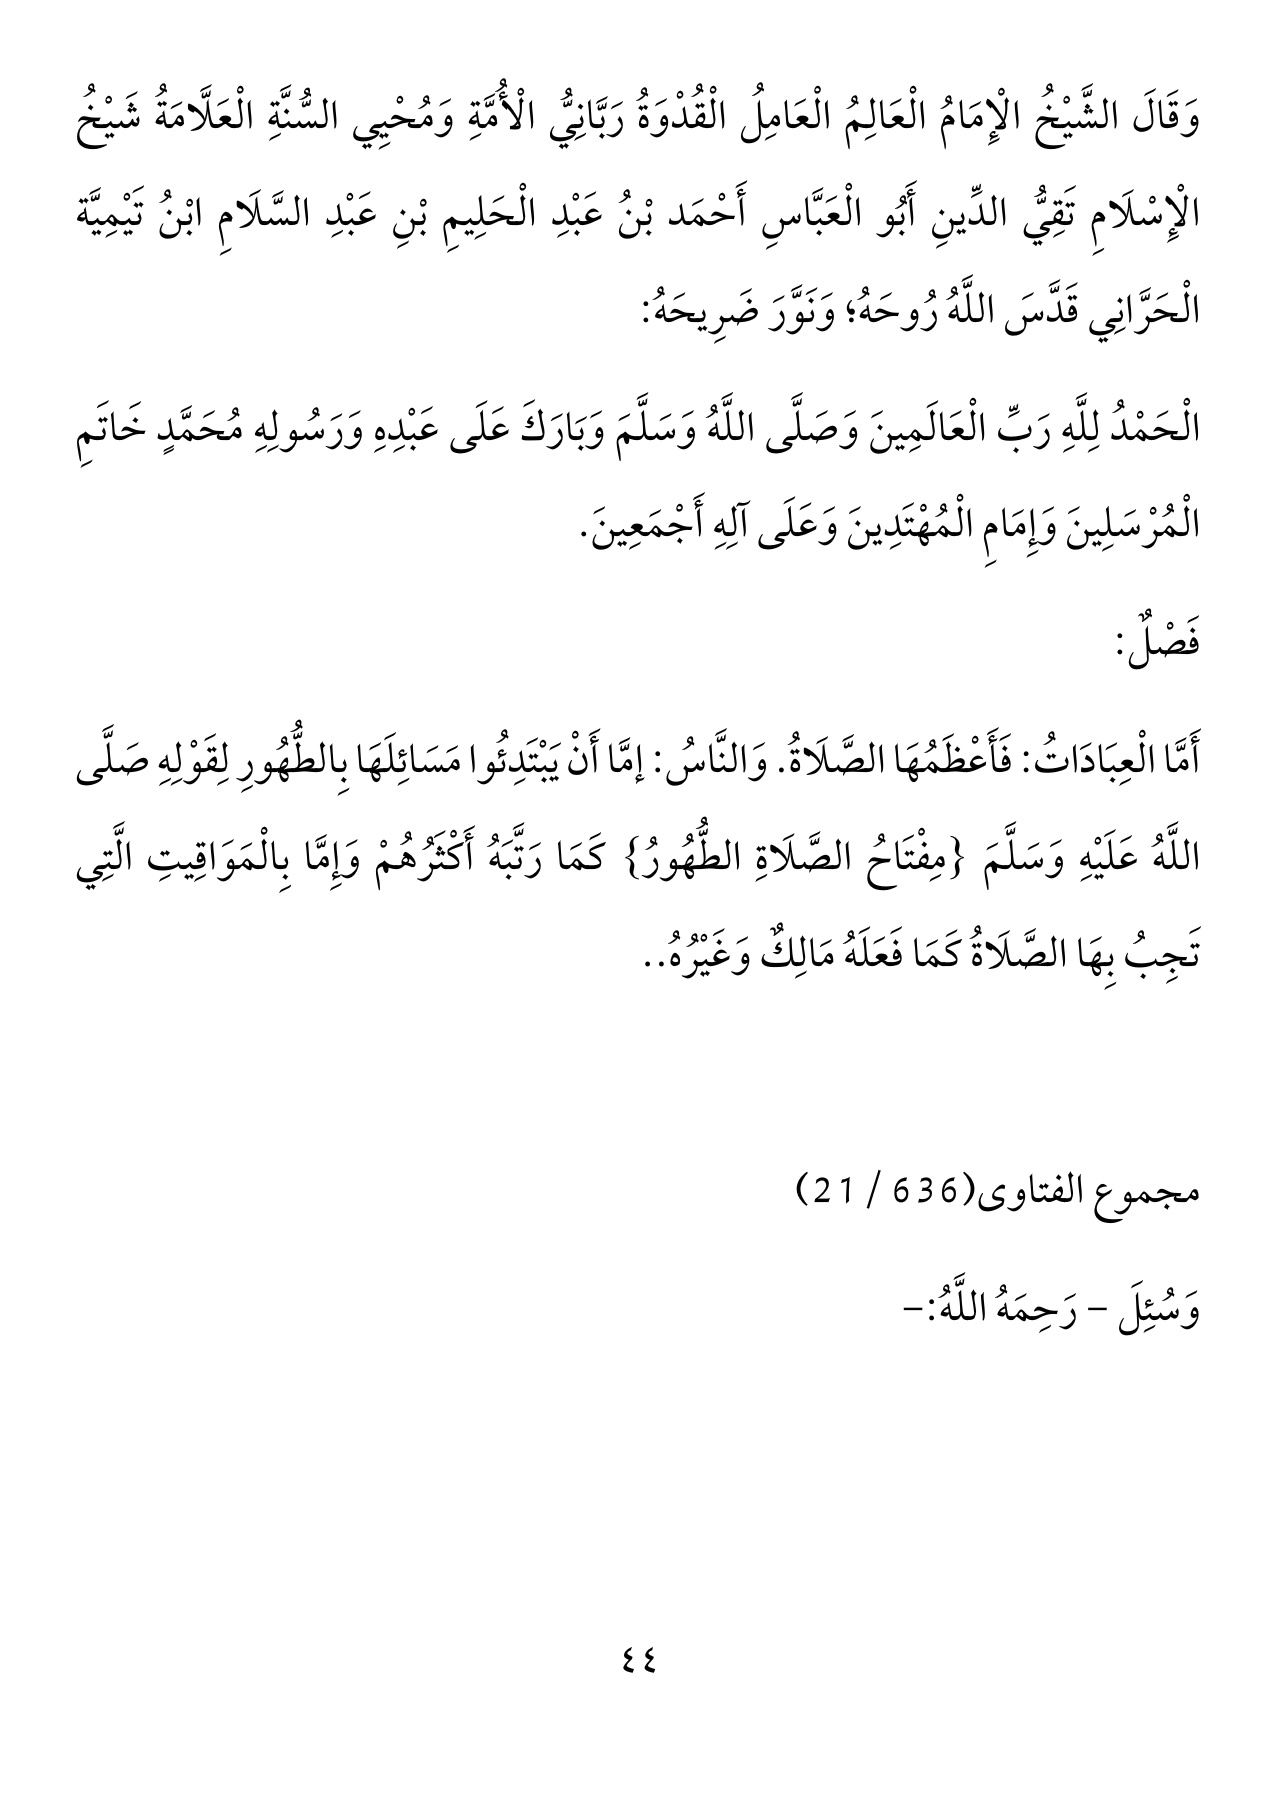 وَقَالَ الشَّيْخُ الْإِمَامُ الْعَالِمُ الْعَامِلُ الْقُدْوَةُ رَبَّانِيُّ الْأُمَّةِ وَمُحْيِي السُّنَّةِ الْعَلَّامَةُ شَيْخُ
الْإِسْلَامِ تَقِيُّ الدِّينِ أَبُو الْعَبَّاسِ أَحْمَد بْنُ عَبْدِ الْحَلِيمِ بْنِ عَبْدِ السَّلَامِ ابْنُ تَيْمِيَّة
الْحَرَّانِي قَدَّسَ اللَّهُ رُوحَهُ؛ وَنَوَّرَ ضَرِيحَهُ:
الْحَمْدُ لِلَّهِ رَبِّ الْعَالَمِينَ وَصَلَّى اللَّهُ وَسَلَّمَ وَبَارَكَ عَلَى عَبْدِهِ وَرَسُولِهِ مُحَمَّدٍ خَاتَمِ
الْمُرْسَلِينَ وَإِمَامِ الْمُهْتَدِينَ وَعَلَى آلِهِ أَجْمَعِينَ.
فَصْلٌ:
أَمَّا الْعِبَادَاتُ: فَأَعْظَمُهَا الصَّلَاةُ. وَالنَّاسُ: إمَّا أَنْ يَبْتَدِئُوا مَسَائِلَهَا بِالطُّهُورِ لِقَوْلِهِ صَلَّى
اللَّهُ عَلَيْهِ وَسَلَّمَ {مِفْتَاحُ الصَّلَاةِ الطُّهُورُ} كَمَا رَتَّبَهُ أَكْثَرُهُمْ وَإِمَّا بِالْمَوَاقِيتِ الَّتِي
تَجِبُ بِهَا الصَّلَاةُ كَمَا فَعَلَهُ مَالِكٌ وَغَيْرُهُ..
مجموع الفتاوى(636 / 21)
وَسُئِلَ – رَحِمَهُ اللَّهُ:–
٤٤